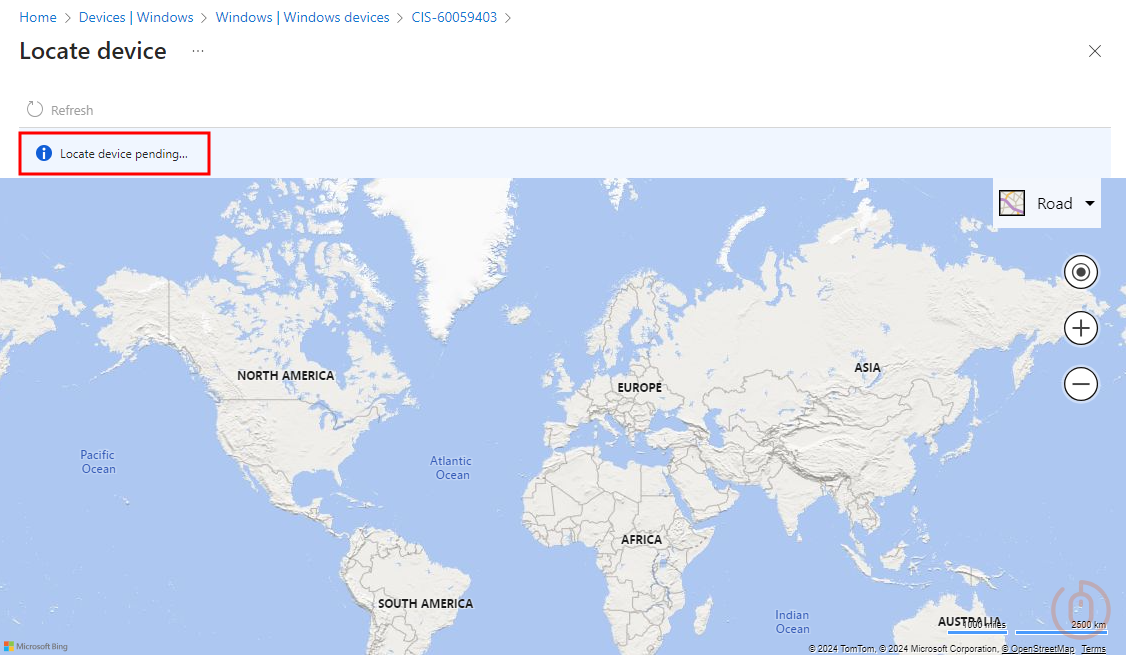 Home > Devices | Windows > Windows | Windows devices > CIS-60059403 >
Locate device ...
Refresh
Locate device pending...
Road
NORTH AMERICA
EUROPE
ASIA
Pacific
Ocean
Atlantic
Ocean
AFRICA
SOUTH AMERICA
Indian
Ocean
AUSTRALIA
1000 miles
2500 km
Microsoft Bing
© 2024 TomTom, © 2024 Microsoft Corporation, © OpenStreetMap Terms